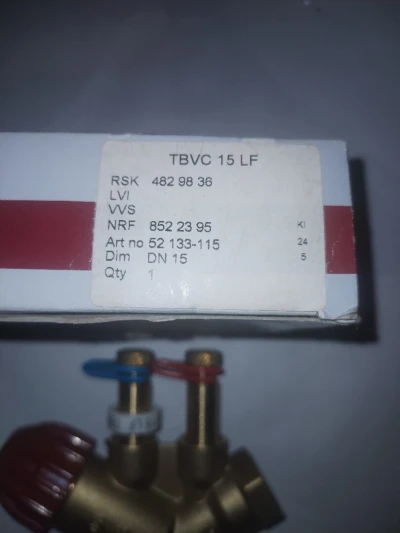 TBVC 15 LF
RSK 482 98 36
LVI
VVS
NRF 852 23 95 KI
Art no 52 133-115 24
Dim DN 15 5
Qty 1